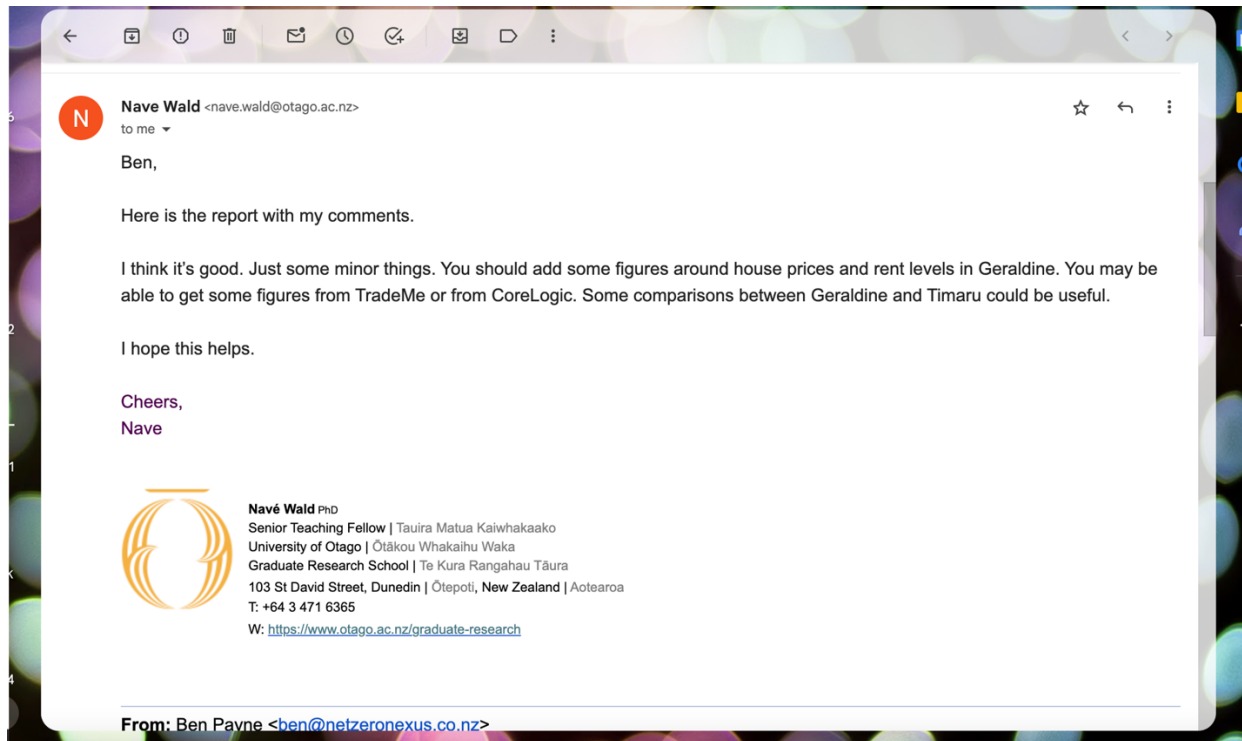 N
Nave Wald <nave.wald@otago.ac.nz>
to me
Ben,
Here is the report with my comments.
I think it's good. Just some minor things. You should add some figures around house prices and rent levels in Geraldine. You may be
able to get some figures from TradeMe or from CoreLogic. Some comparisons between Geraldine and Timaru could be useful.
I hope this helps.
Cheers,
Nave
Navé Wald PhD
Senior Teaching Fellow | Tauira Matua Kaiwhakaako
University of Otago | Ōtākou Whakaihu Waka
Graduate Research School | Te Kura Rangahau Tāura
103 St David Street, Dunedin | Ōtepoti, New Zealand | Aotearoa
T: +64 3 471 6365
W: https://www.otago.ac.nz/graduate-research
From: Ben Payne <ben@netzeronexus.co.nz>